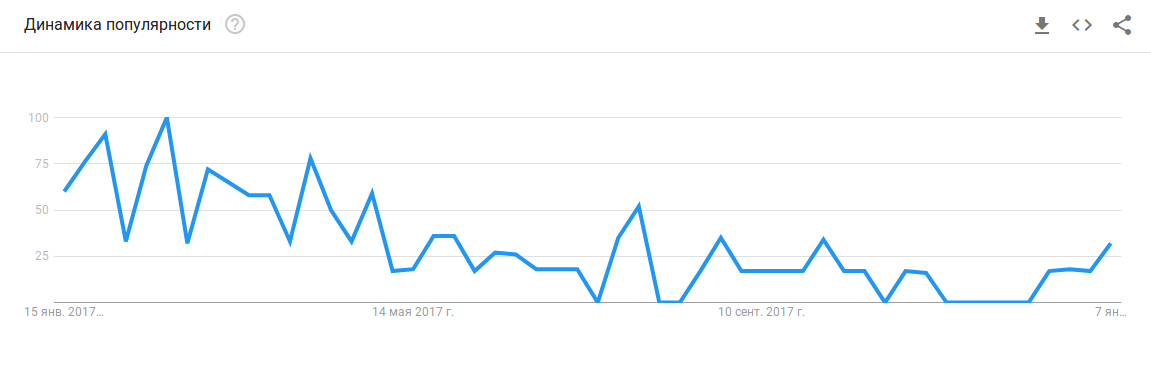 Динамика популярности ?
100
75
50
25
15 янв. 2017…
14 мая 2017 г.
10 сент. 2017 г.
7 ян…